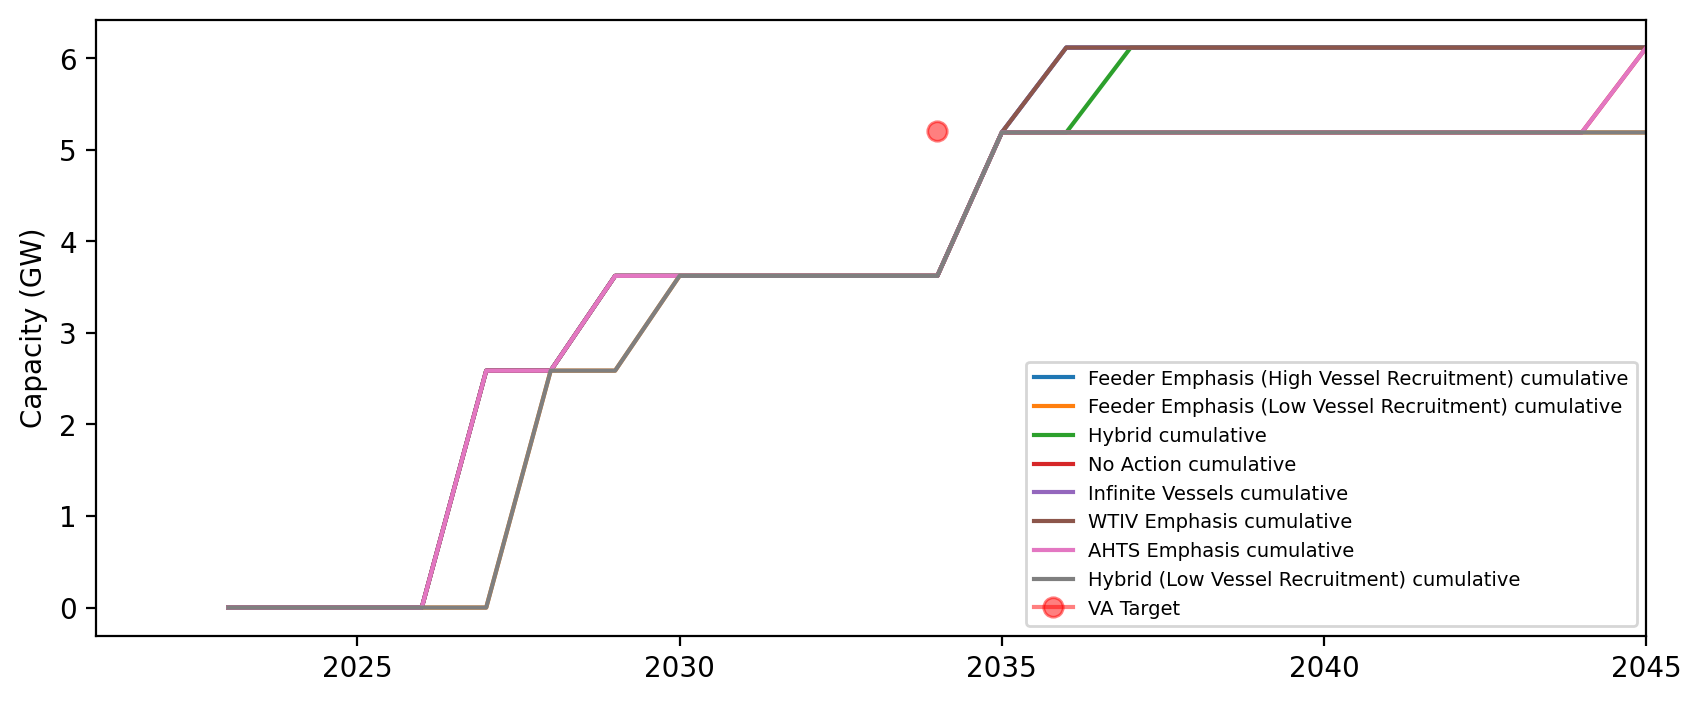 Capacity (GW)
6
5
4
3
2
1
0
Feeder Emphasis (High Vessel Recruitment) cumulative
Feeder Emphasis (Low Vessel Recruitment) cumulative
Hybrid cumulative
No Action cumulative
Infinite Vessels cumulative
WTIV Emphasis cumulative
AHTS Emphasis cumulative
Hybrid (Low Vessel Recruitment) cumulative
VA Target
2025 2030 2035 2040 2045